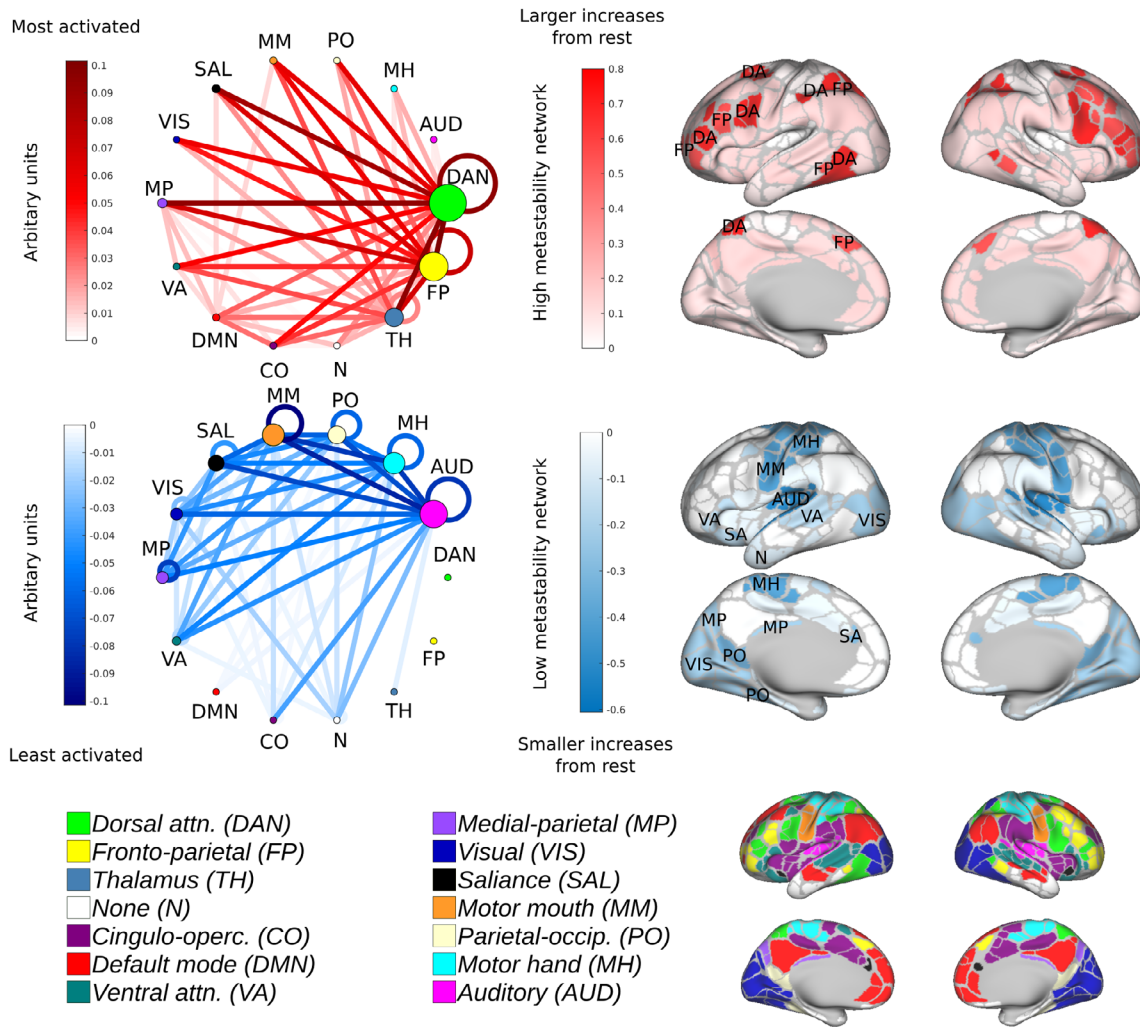 Most activated
Arbitary units
0.1
0.09
0.08
0.07
0.06
0.05
0.04
0.03
0.02
0.01
0
MM
PO
SAL
MH
VIS
AUD
DAN
MP
FP
VA
TH
DMN
CO
N
Larger increases
from rest
High metastability network
0.8
0.7
0.6
0.5
0.4
0.3
0.2
0.1
0
DA
DA
FP
DA
FP
DA
FP
DA
FP
DA
FP
Arbitary units
0
-0.01
-0.02
-0.03
-0.04
-0.05
-0.06
-0.07
-0.08
-0.09
-0.1
MM
PO
SAL
MH
VIS
AUD
MP
DAN
VA
FP
DMN
TH
CO
N
Least activated
Low metastability network
0
-0.1
-0.2
-0.3
-0.4
-0.5
-0.6
MH
MM
AUD
VA
VA
SA
VIS
N
MH
MP
MP
SA
VIS
PO
PO
Smaller increases
from rest
Dorsal attn. (DAN)
Fronto-parietal (FP)
Thalamus (TH)
None (N)
Cingulo-operc. (CO)
Default mode (DMN)
Ventral attn. (VA)
Medial-parietal (MP)
Visual (VIS)
Saliance (SAL)
Motor mouth (MM)
Parietal-occip. (PO)
Motor hand (MH)
Auditory (AUD)